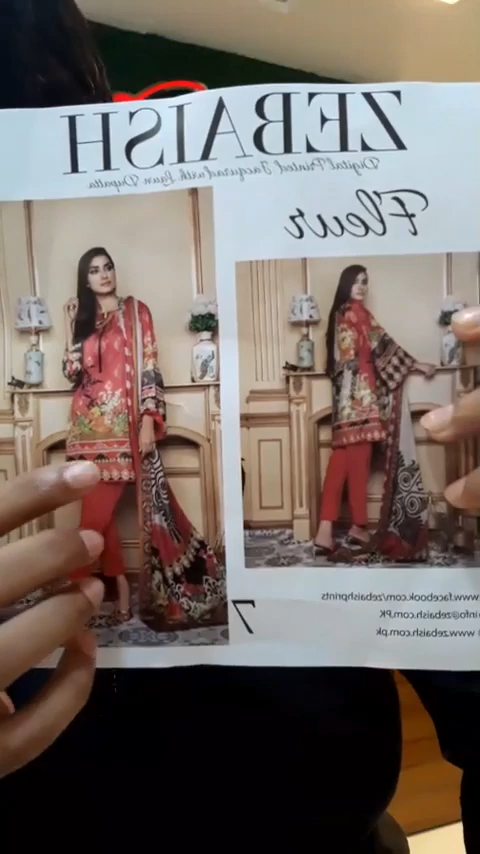 ZEBAISH
Digital Printed Jacquard with Lawn Dupatta
Fleur
7
www.facebook.com/zebaishprints
info@zebaish.com.PK
www.zebaish.com.pk